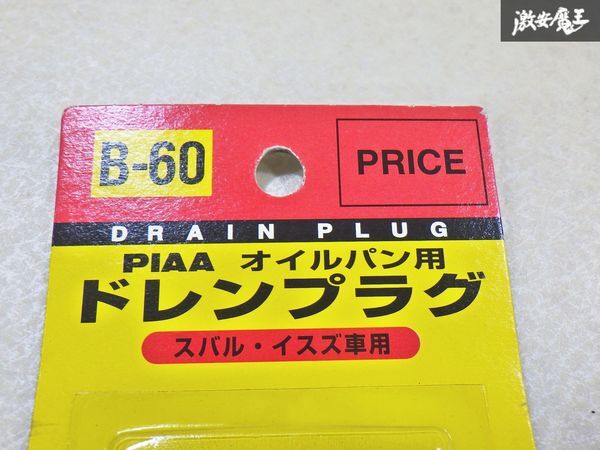 激安魔王
B-60
PRICE
DRAIN PLUG
PIAA オイルパン用
ドレンプラグ
スバル・イスズ車用